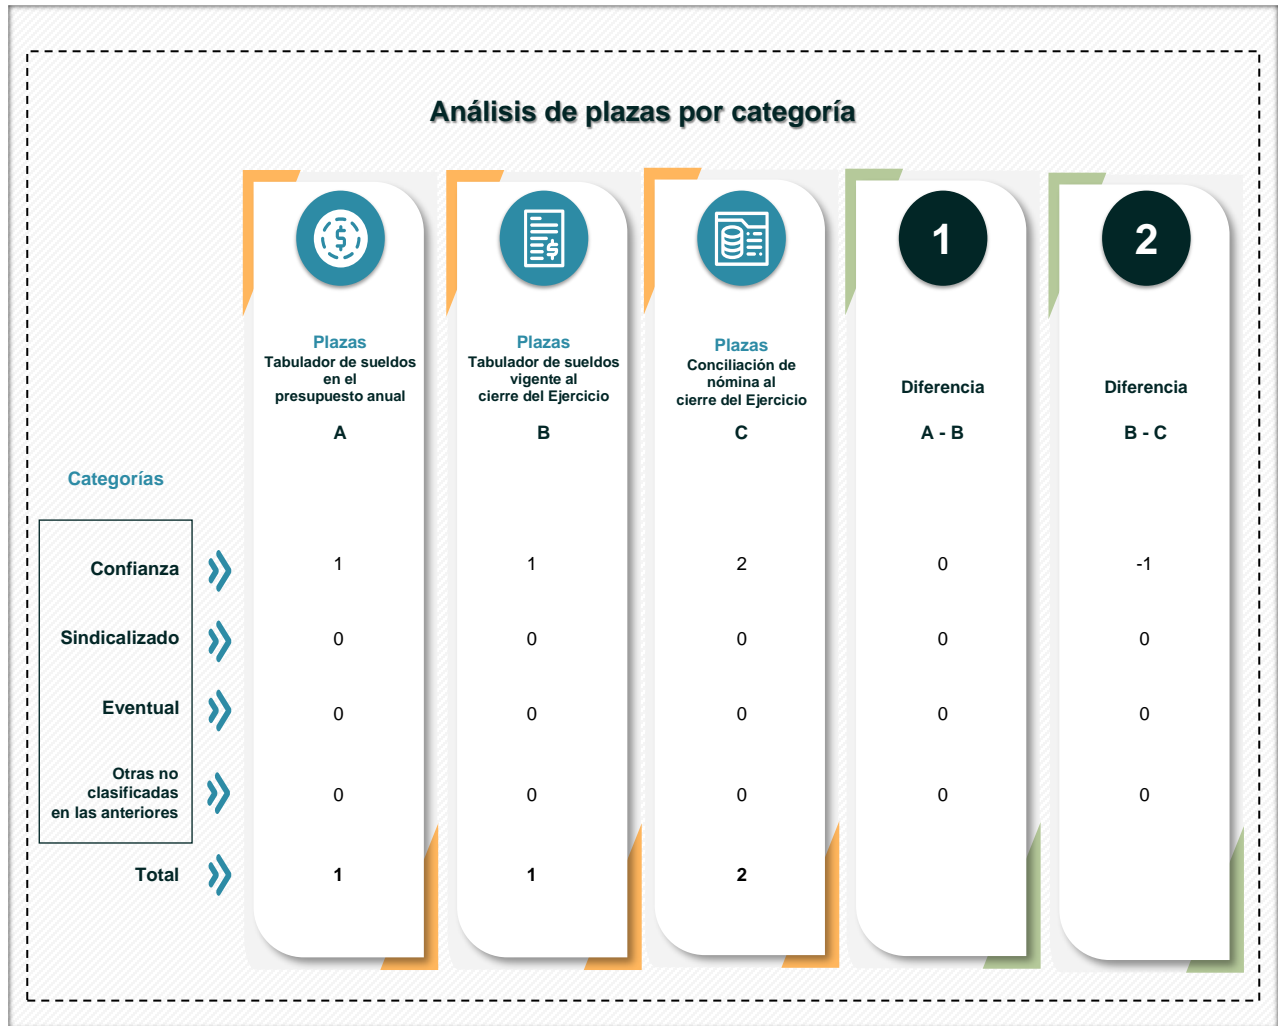 Análisis de plazas por categoría
1
2
Plazas
Tabulador de sueldos
en el
presupuesto anual
A
Plazas
Tabulador de sueldos
vigente al
cierre del Ejercicio
B
Plazas
Conciliación de
nómina al
cierre del Ejercicio
C
Diferencia
A - B
Diferencia
B - C
Categorías
Confianza 1 1 2 0 -1
Sindicalizado 0 0 0 0 0
Eventual 0 0 0 0 0
Otras no
clasificadas
en las anteriores 0 0 0 0 0
Total 1 1 2